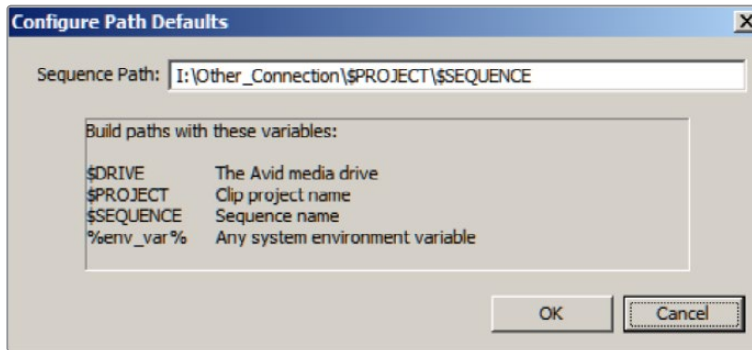 Configure Path Defaults
Sequence Path: I:\Other_Connection\$PROJECT\$SEQUENCE
Build paths with these variables:
$DRIVE The Avid media drive
$PROJECT Clip project name
$SEQUENCE Sequence name
%env_var% Any system environment variable
OK Cancel